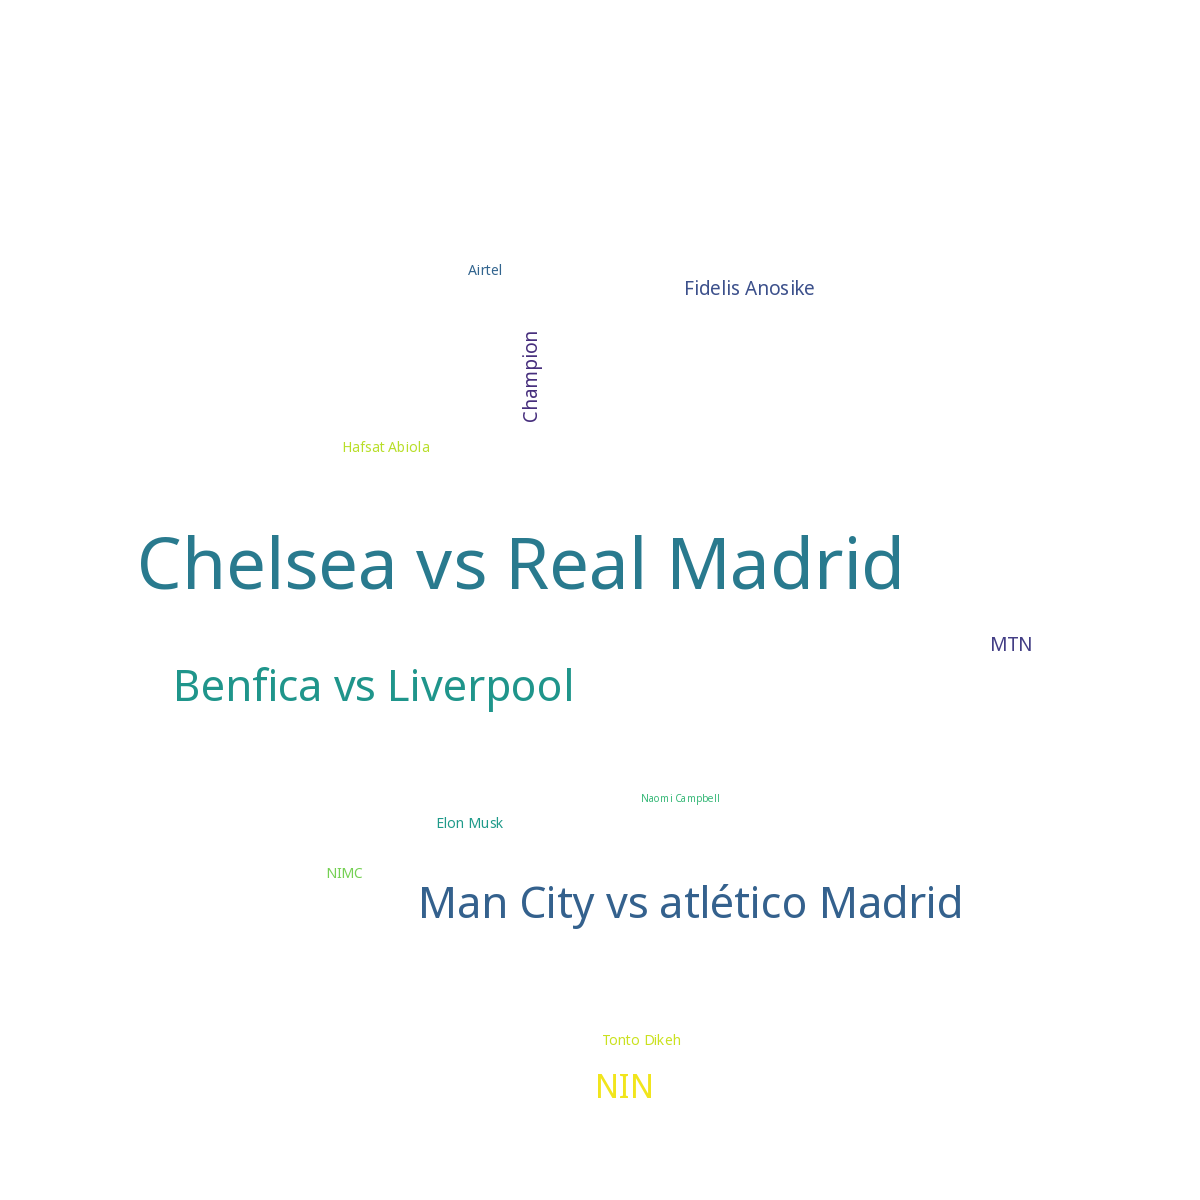 Airtel
Fidelis Anosike
Champion
Hafsat Abiola
Chelsea vs Real Madrid
MTN
Benfica vs Liverpool
Naomi Campbell
Elon Musk
NIMC
Man City vs atlético Madrid
Tonto Dikeh
NIN